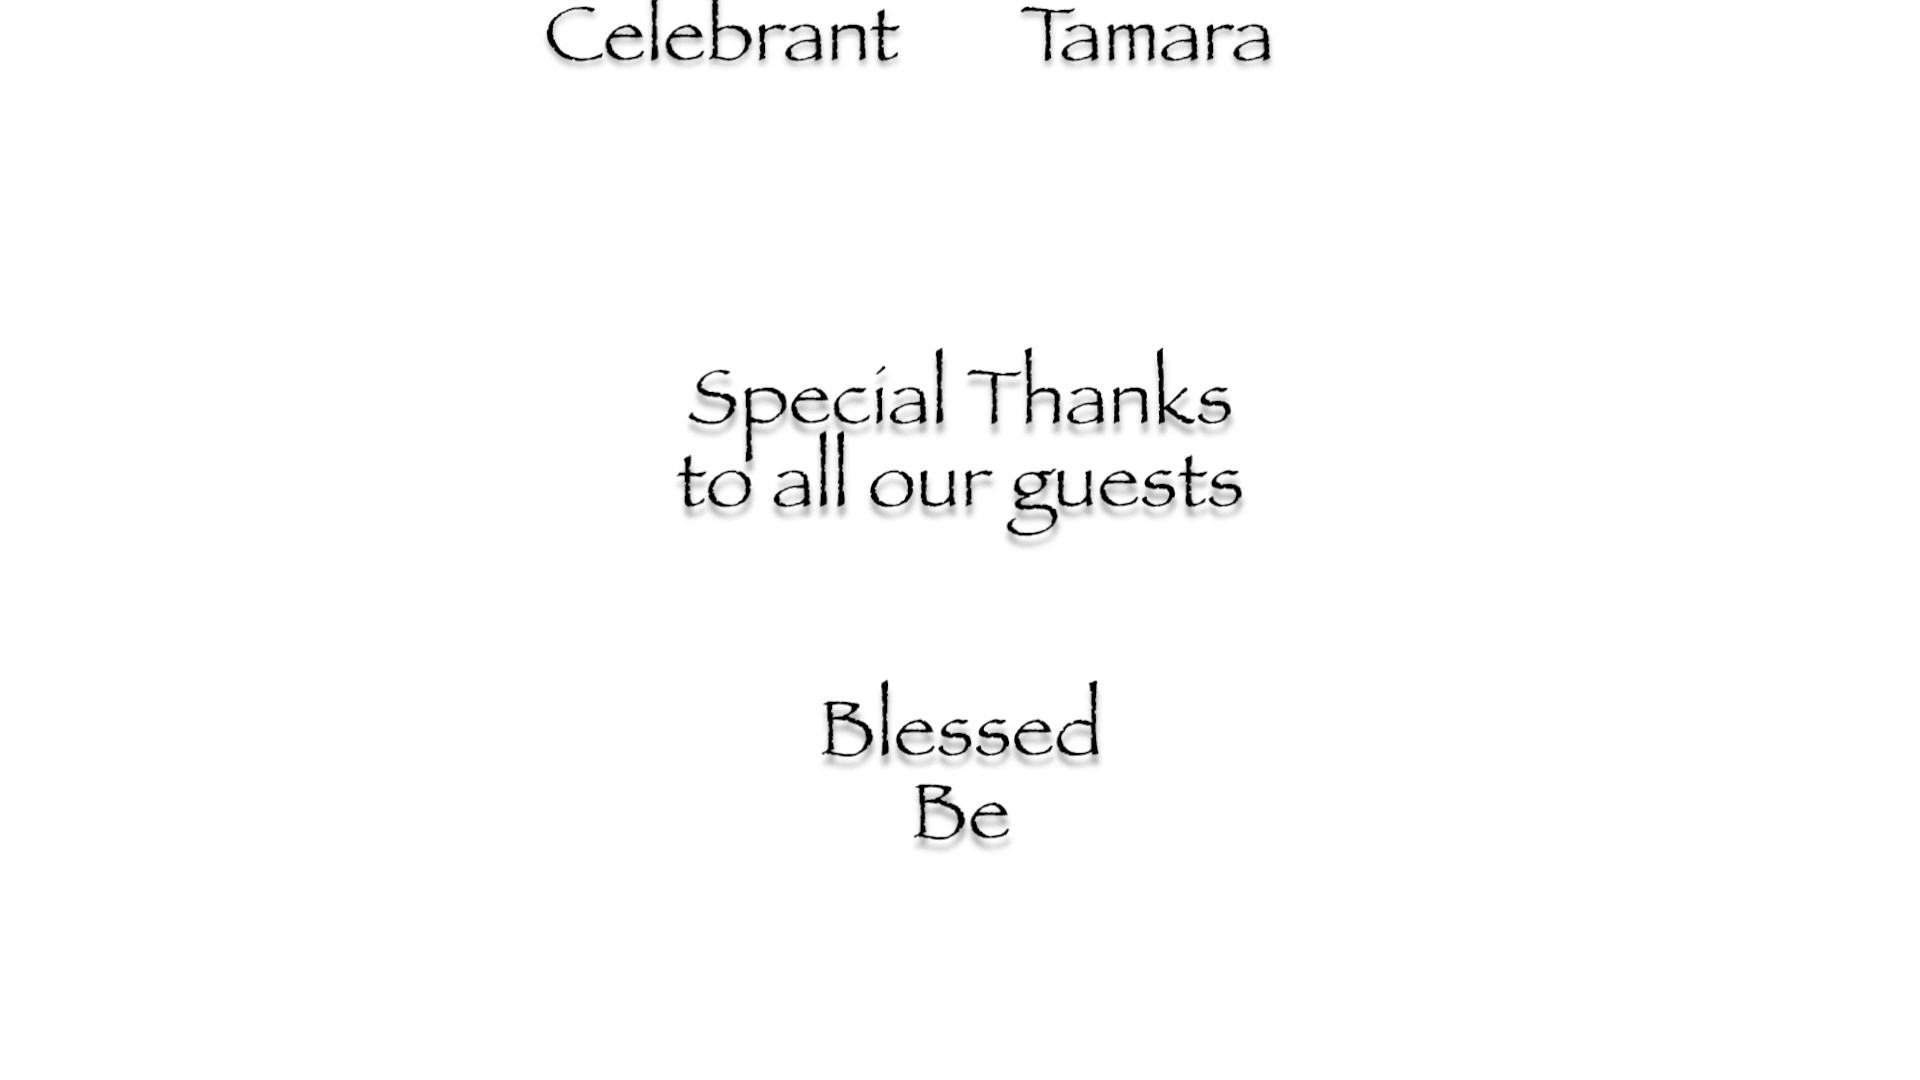 Celebrant Tamara
Special Thanks
to all our guests
Blessed
Be